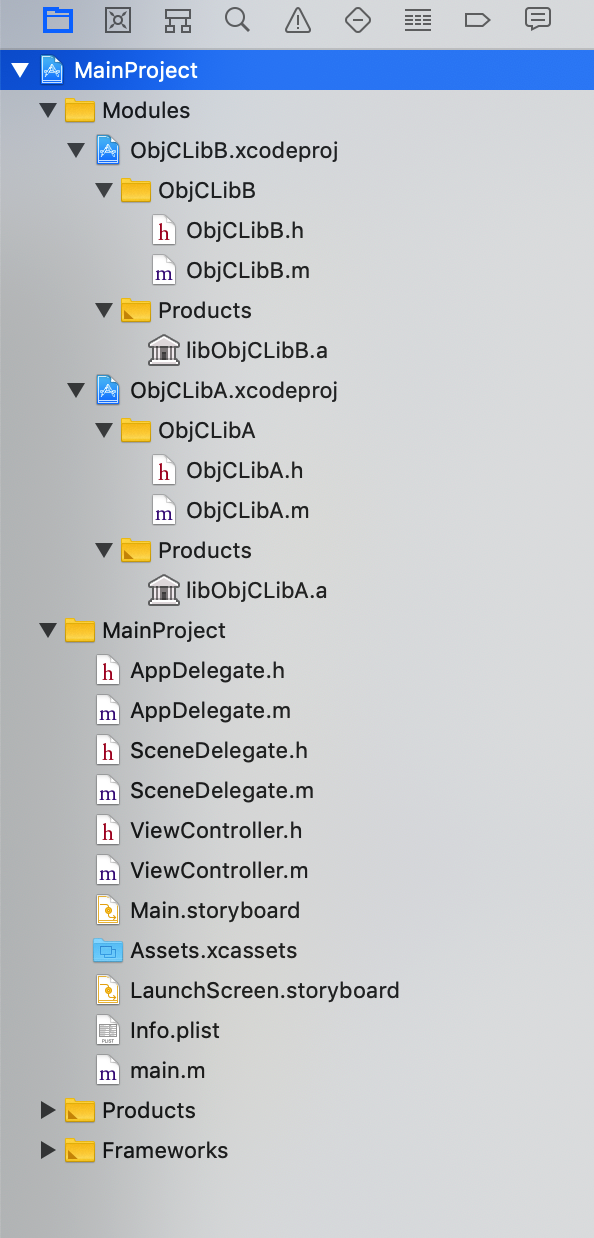 MainProject
Modules
ObjCLibB.xcodeproj
ObjCLibB
h ObjCLibB.h
m ObjCLibB.m
Products
libObjCLibB.a
ObjCLibA.xcodeproj
ObjCLibA
h ObjCLibA.h
m ObjCLibA.m
Products
libObjCLibA.a
MainProject
h AppDelegate.h
m AppDelegate.m
h SceneDelegate.h
m SceneDelegate.m
h ViewController.h
m ViewController.m
Main.storyboard
Assets.xcassets
LaunchScreen.storyboard
PLIST Info.plist
m main.m
Products
Frameworks